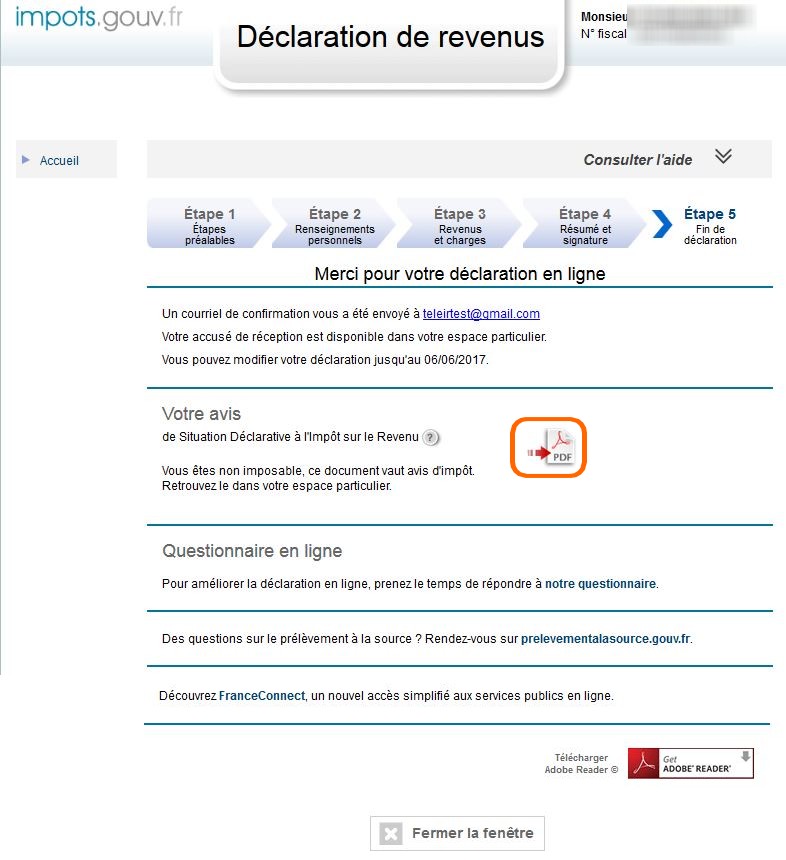 impots.gouv.fr
Déclaration de revenus
Monsieu
N° fiscal
Accueil
Consulter l'aide
Étape 1
Étapes
préalables
Étape 2
Renseignements
personnels
Étape 3
Revenus
et charges
Étape 4
Résumé et
signature
Étape 5
Fin de
déclaration
Merci pour votre déclaration en ligne
Un courriel de confirmation vous a été envoyé à teleirtest@gmail.com
Votre accusé de réception est disponible dans votre espace particulier.
Vous pouvez modifier votre déclaration jusqu'au 06/06/2017.
Votre avis
de Situation Déclarative à l'Impôt sur le Revenu ?
PDF
Vous êtes non imposable, ce document vaut avis d'impôt.
Retrouvez le dans votre espace particulier.
Questionnaire en ligne
Pour améliorer la déclaration en ligne, prenez le temps de répondre à notre questionnaire.
Des questions sur le prélèvement à la source ? Rendez-vous sur prelevementalasource.gouv.fr.
Découvrez FranceConnect, un nouvel accès simplifié aux services publics en ligne.
Télécharger
Adobe Reader ©
Get
ADOBE® READER®
Fermer la fenêtre